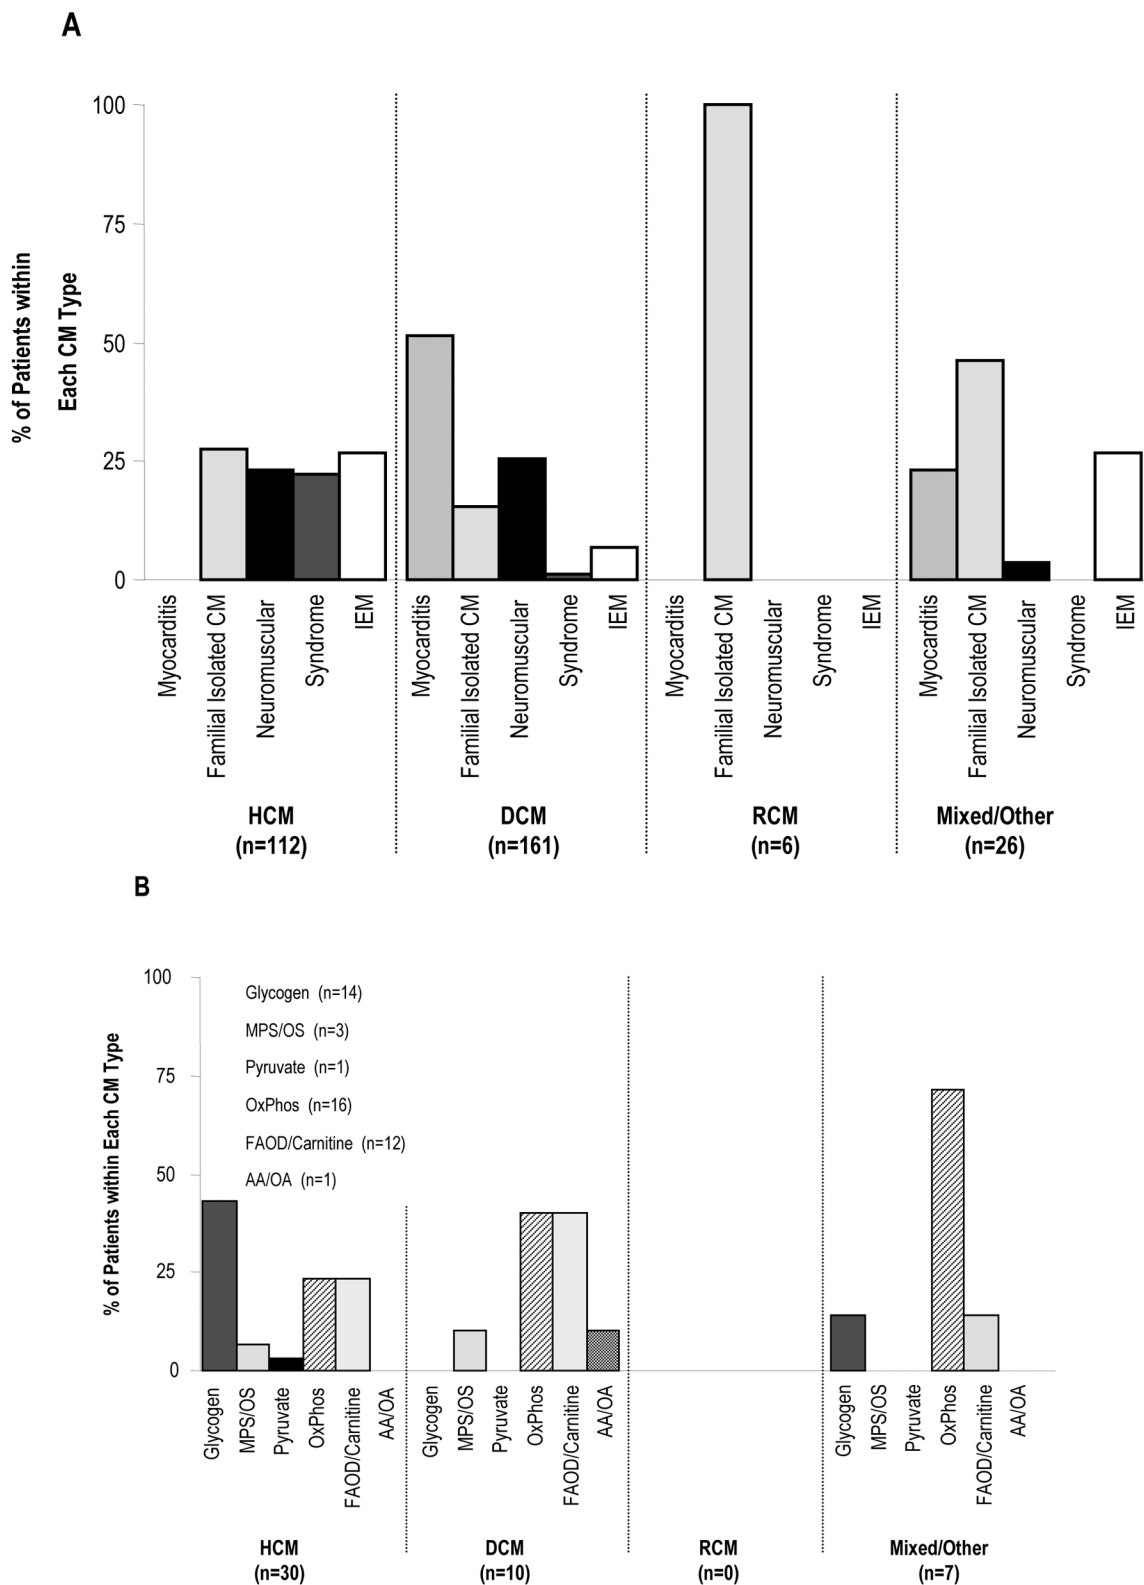 A
% of Patients within
Each CM Type
100
75
50
25
0
Myocarditis
Familial Isolated CM
Neuromuscular
Syndrome
IEM
Myocarditis
Familial Isolated CM
Neuromuscular
Syndrome
IEM
Myocarditis
Familial Isolated CM
Neuromuscular
Syndrome
IEM
Myocarditis
Familial Isolated CM
Neuromuscular
Syndrome
IEM
HCM
(n=112)
DCM
(n=161)
RCM
(n=6)
Mixed/Other
(n=26)
B
% of Patients within Each CM Type
100
75
50
25
0
Glycogen (n=14)
MPS/OS (n=3)
Pyruvate (n=1)
OxPhos (n=16)
FAOD/Carnitine (n=12)
AA/OA (n=1)
Glycogen
MPS/OS
Pyruvate
OxPhos
FAOD/Carnitine
AA/OA
Glycogen
MPS/OS
Pyruvate
OxPhos
FAOD/Carnitine
AA/OA
Glycogen
MPS/OS
Pyruvate
OxPhos
FAOD/Carnitine
AA/OA
HCM
(n=30)
DCM
(n=10)
RCM
(n=0)
Mixed/Other
(n=7)